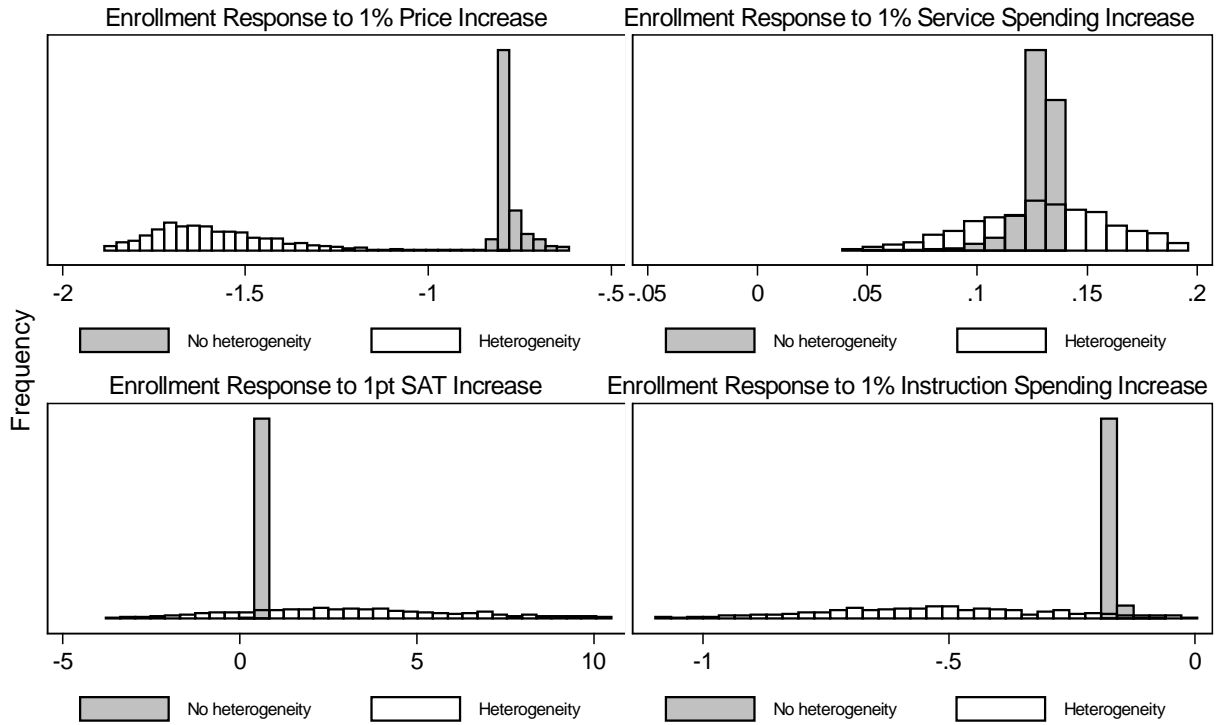 Enrollment Response to 1% Price Increase
Enrollment Response to 1% Service Spending Increase
-2 -1.5 -1 -.5
-.05 0 .05 .1 .15 .2
No heterogeneity Heterogeneity
No heterogeneity Heterogeneity
Frequency
Enrollment Response to 1pt SAT Increase
Enrollment Response to 1% Instruction Spending Increase
-5 0 5 10
-1 -.5 0
No heterogeneity Heterogeneity
No heterogeneity Heterogeneity